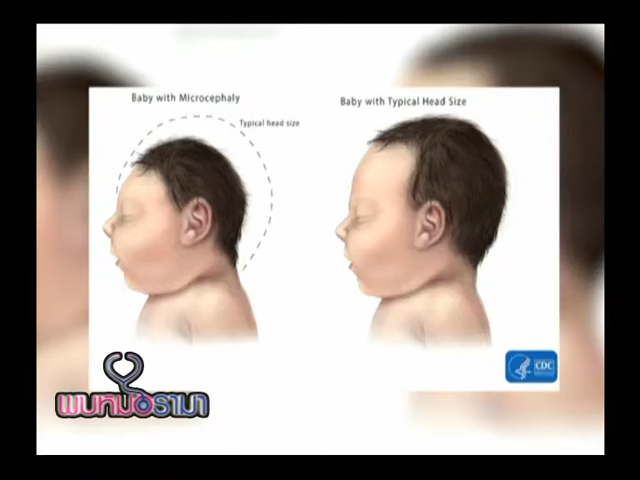 Baby with Microcephaly
Typical head size
Baby with Typical Head Size
CDC
พบหมอรามา